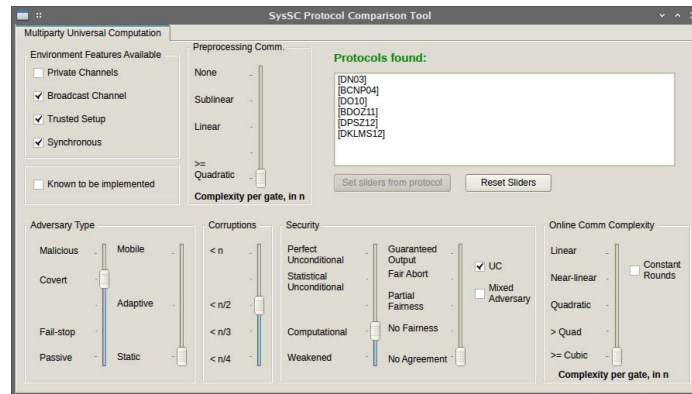 SysSC Protocol Comparison Tool
Multiparty Universal Computation
Environment Features Available
Private Channels
Broadcast Channel
Trusted Setup
Synchronous
Known to be implemented
Preprocessing Comm.
None
Sublinear
Linear
>=
Quadratic
Complexity per gate, in n
Protocols found:
[DN03]
[BCNP04]
[DO10]
[BDOZ11]
[DPSZ12]
[DKLMS12]
Set sliders from protocol
Reset Sliders
Adversary Type
Malicious
Covert
Fail-stop
Passive
Mobile
Adaptive
Static
Corruptions
< n
< n/2
< n/3
< n/4
Security
Perfect
Unconditional
Statistical
Unconditional
Computational
Weakened
Guaranteed
Output
Fair Abort
Partial
Fairness
No Fairness
No Agreement
UC
Mixed
Adversary
Online Comm Complexity
Linear
Near-linear
Quadratic
> Quad
>= Cubic
Constant
Rounds
Complexity per gate, in n